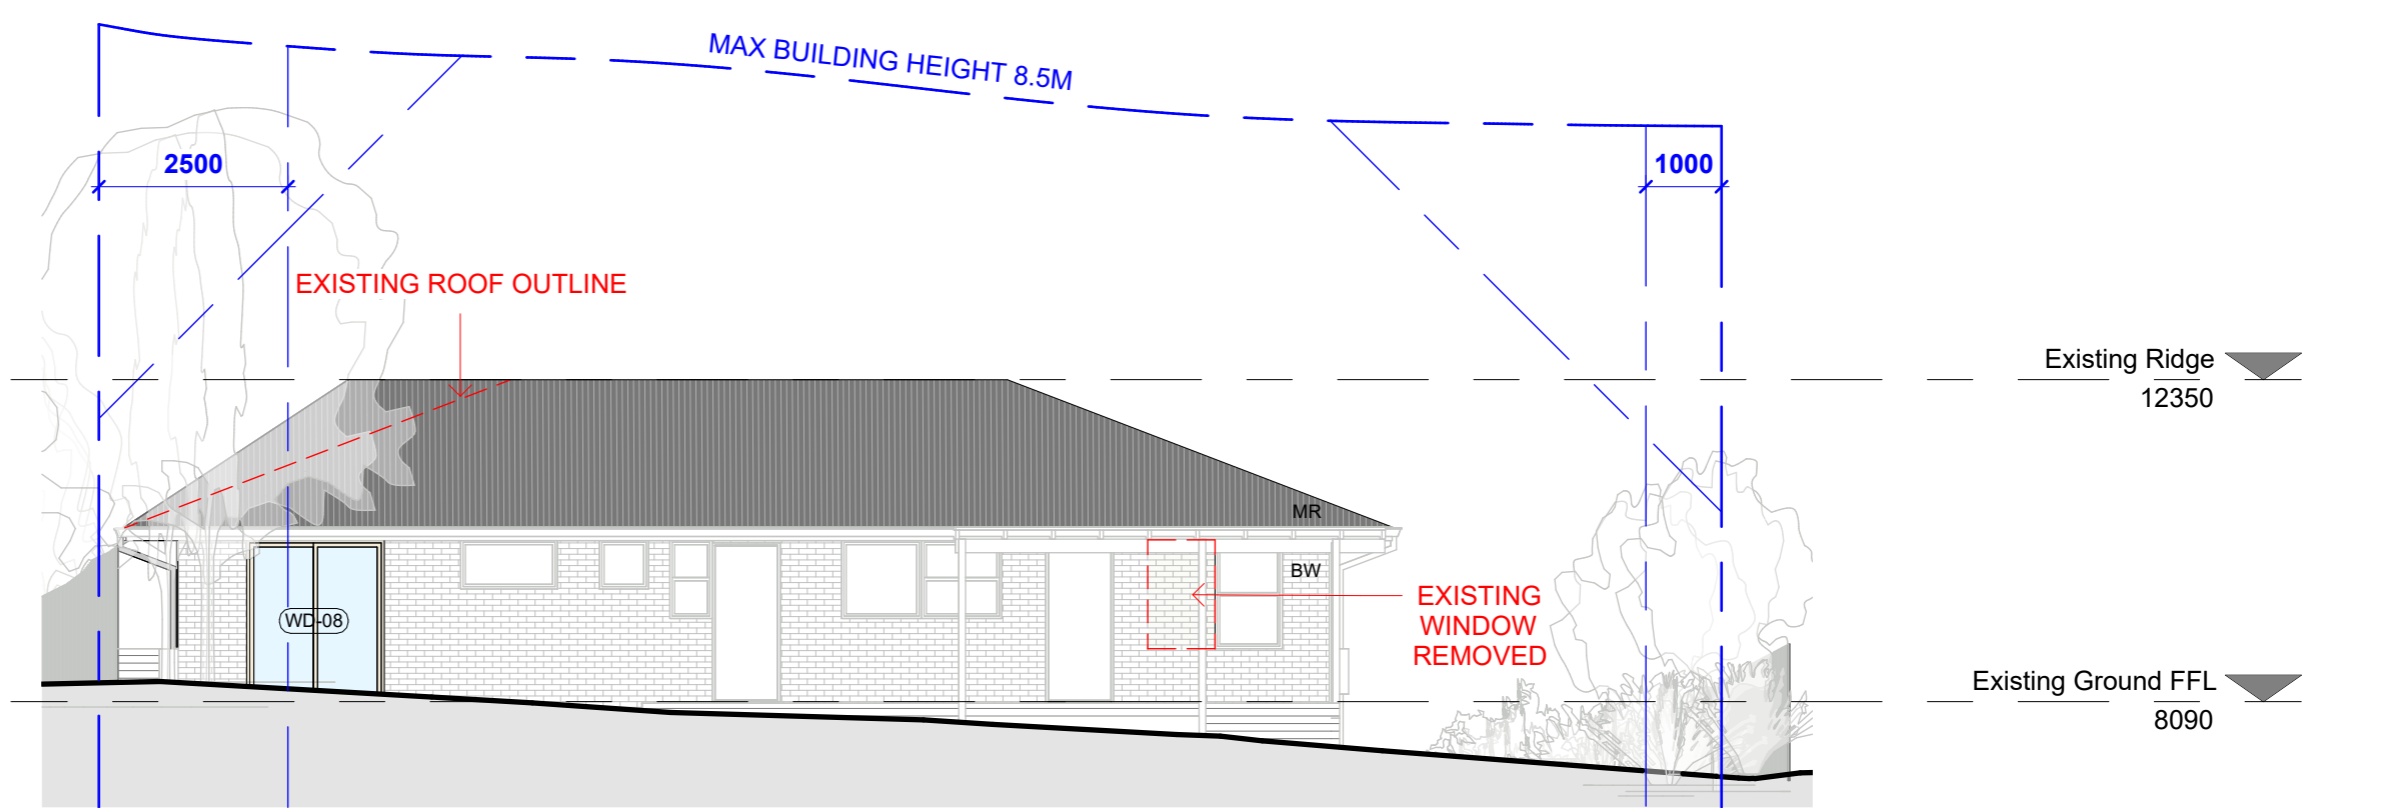 MAX BUILDING HEIGHT 8.5M
2500
1000
EXISTING ROOF OUTLINE
Existing Ridge
12350
MR
BW
WD-08
EXISTING
WINDOW
REMOVED
Existing Ground FFL
8090